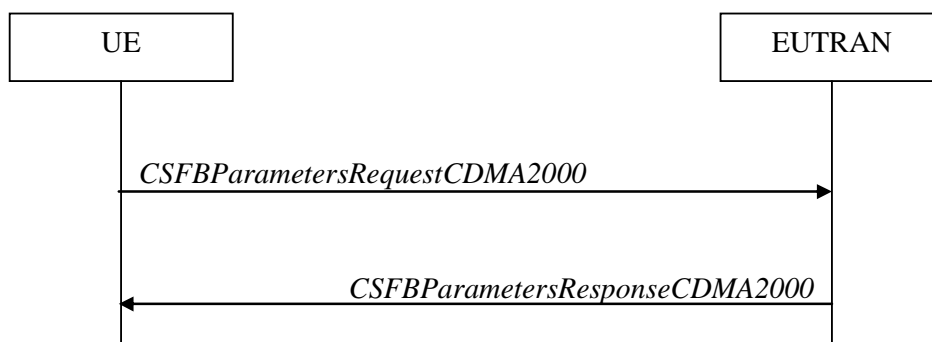 UE
EUTRAN
CSFBParametersRequestCDMA2000
CSFBParametersResponseCDMA2000